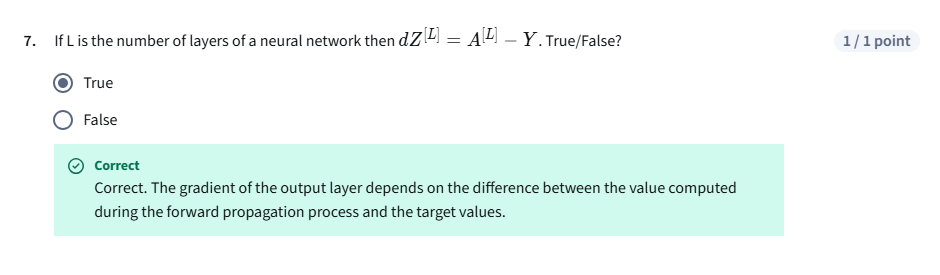 7. If L is the number of layers of a neural network then dZ^{[L]} = A^{[L]} − Y. True/False?
1 / 1 point
True
False
Correct
Correct. The gradient of the output layer depends on the difference between the value computed
during the forward propagation process and the target values.